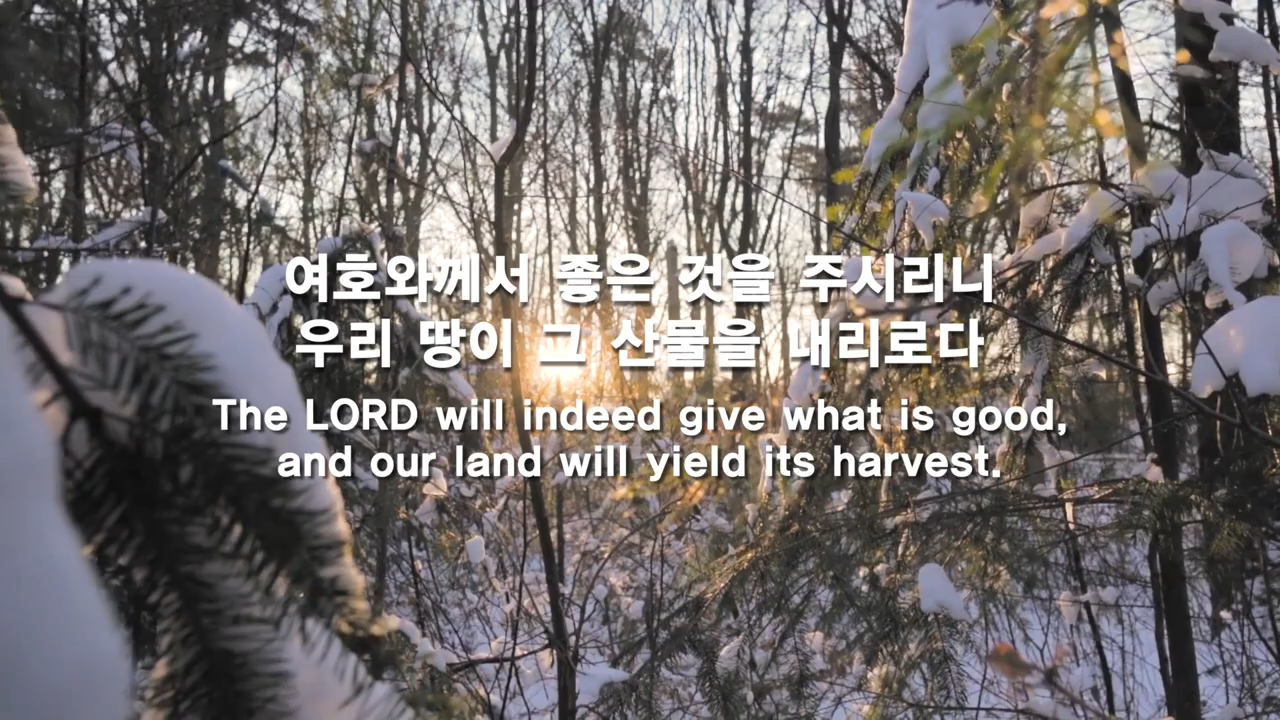 여호와께서 좋은 것을 주시리니
우리 땅이 그 산물을 내리로다
The LORD will indeed give what is good,
and our land will yield its harvest.